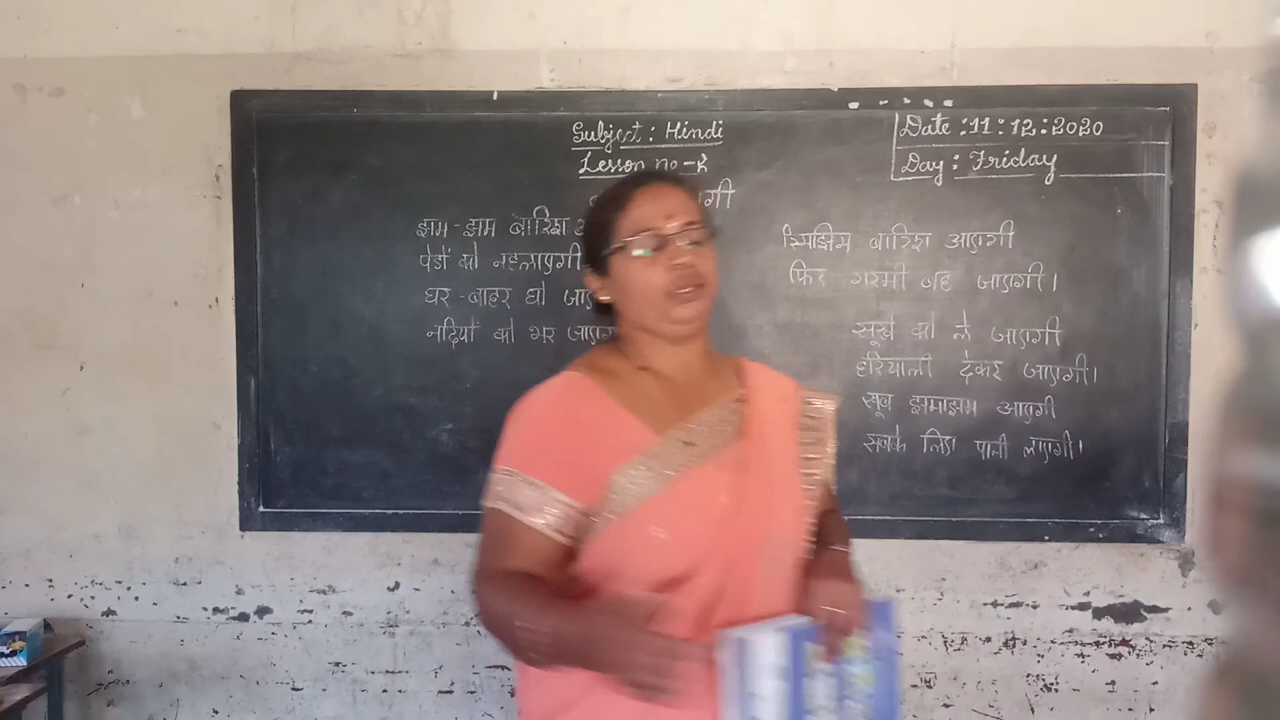 Subject : Hindi
Lesson no -
Date : 11 : 12 : 2020
Day : Friday
झम - झम बारिश
पेडों को नहलाएगी
घर - बाहर धो
नदियों को भर
रिमझिम बारिश आएगी
फिर गरमी बह जाएगी।
सूखे को ले जाएगी
हरियाली देकर जाएगी।
खूब झमाझम आएगी
सबके लिए पानी लाएगी।